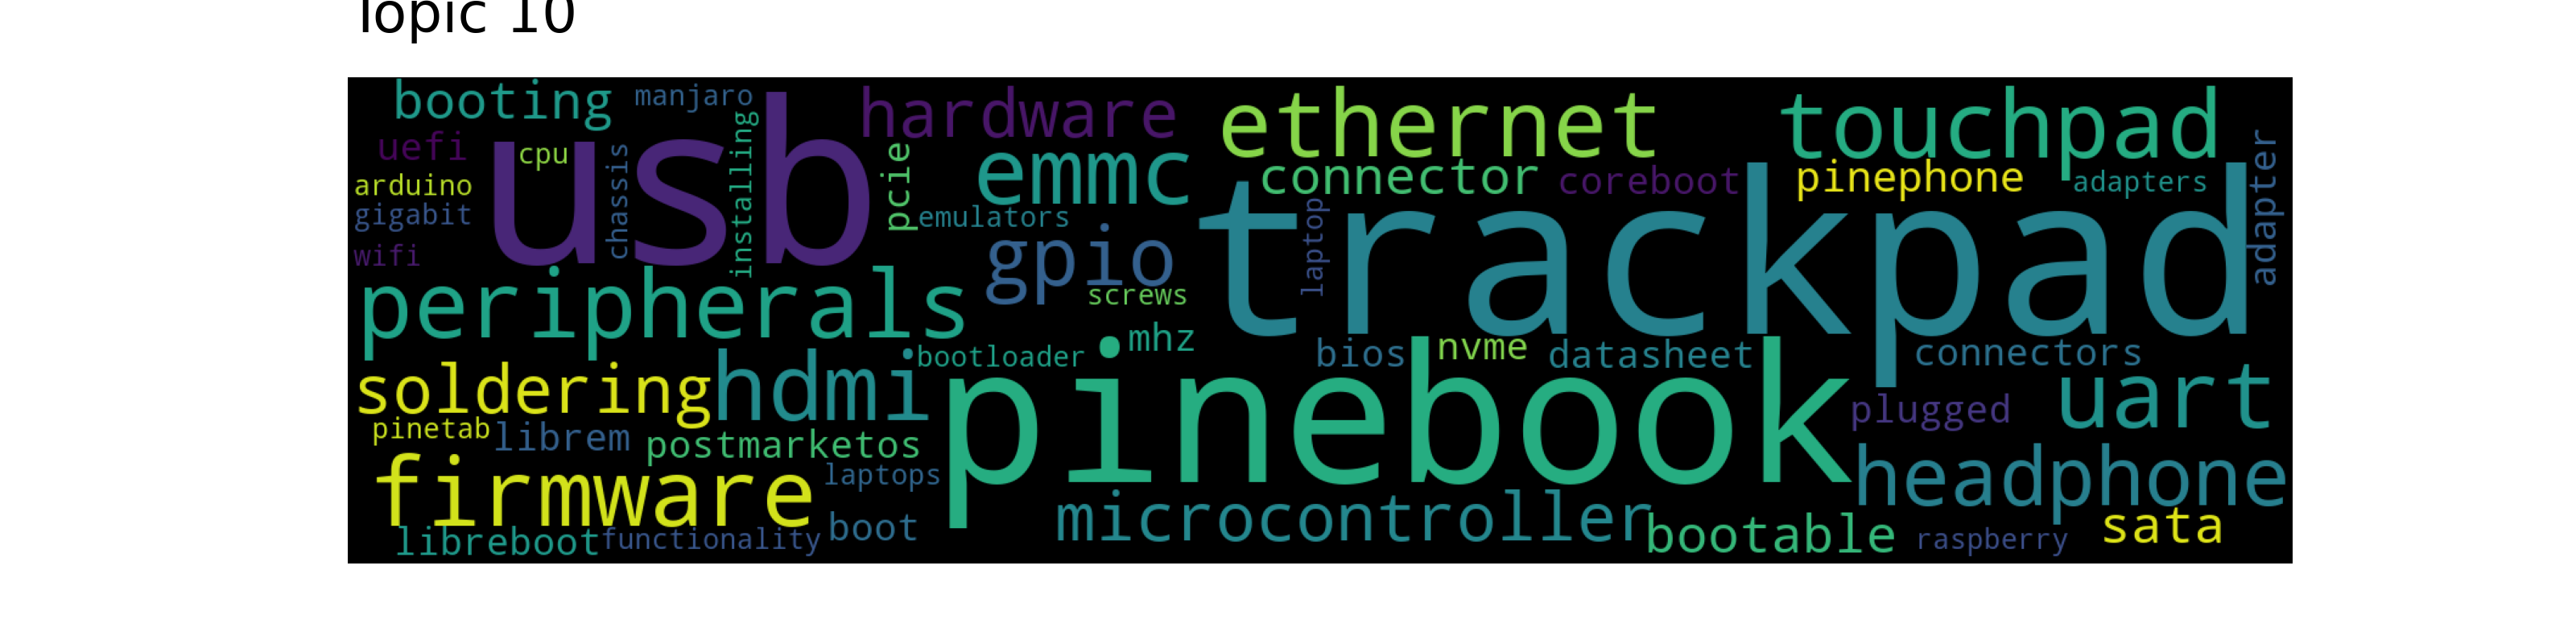 Topic 10
booting
manjaro
usb
hardware
ethernet
touchpad
uefi
cpu
chassis
installing
pcie
emmc
connector
coreboot
pinephone
adapters
adapter
arduino
gigabit
wifi
emulators
gpio
screws
trackpad
laptop
peripherals
mhz
bootloader
bios
nvme
datasheet
connectors
soldering
hdmi
pinebook
plugged
uart
pinetab
librem
postmarketos
headphone
firmware
laptops
microcontroller
bootable
raspberry
sata
libreboot
functionality
boot